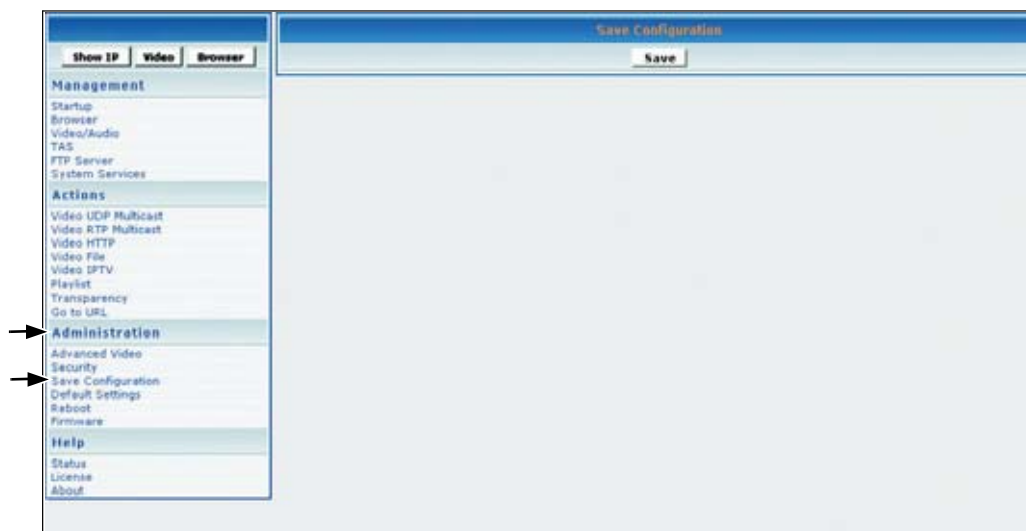 Save Configuration
Show IP Video Browser
Save
Management
Startup
Browser
Video/Audio
TAS
FTP Server
System Services
Actions
Video UDP Multicast
Video RTP Multicast
Video HTTP
Video File
Video IPTV
Playlist
Transparency
Go to URL
Administration
Advanced Video
Security
Save Configuration
Default Settings
Reboot
Firmware
Help
Status
License
About